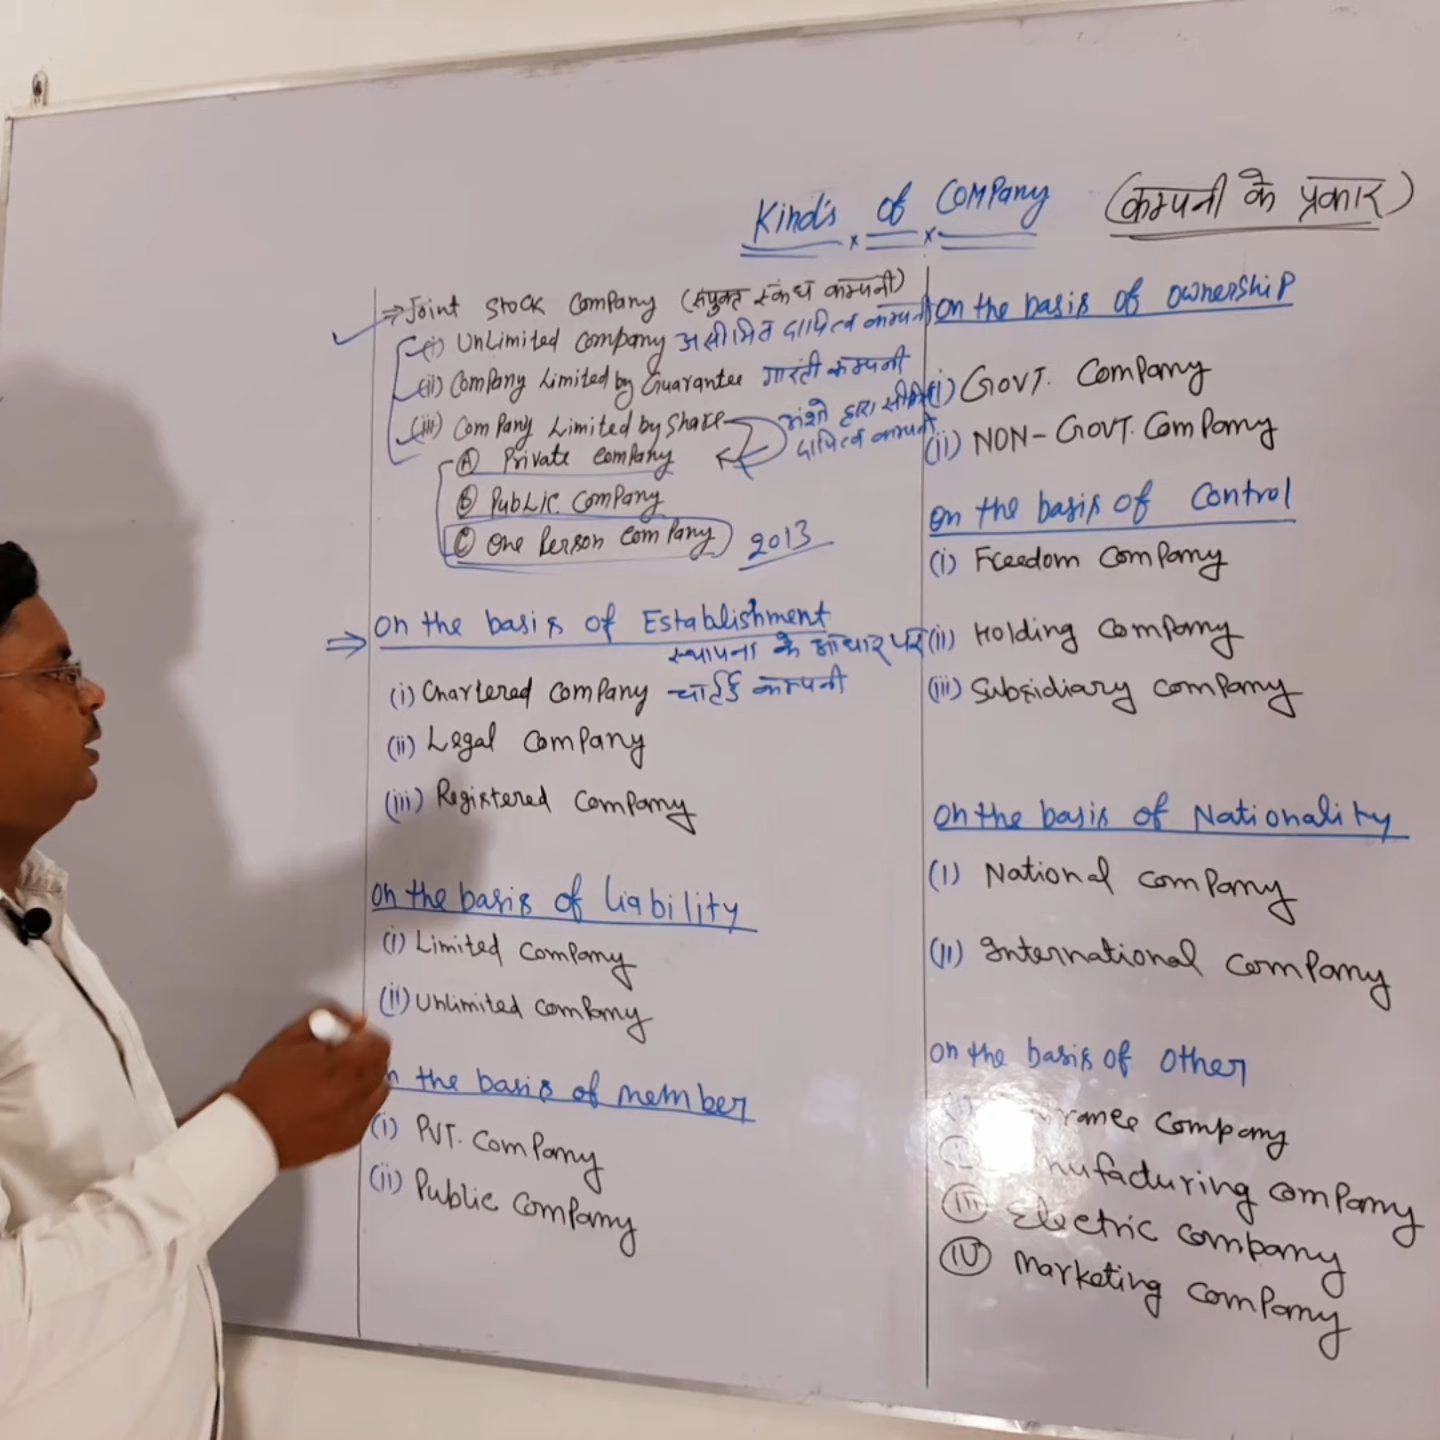 Kind's of Company (कम्पनी के प्रकार)
⇒ Joint Stock Company (संयुक्त स्कंध कम्पनी)
(i) Unlimited Company असीमित दायित्व कम्पनी
(ii) Company Limited by Guarantee गारंटी कम्पनी
(iii) Company Limited by Share अंशो द्वारा सीमित
दायित्व कम्पनी
(A) Private Company
(B) Public Company
(C) One Person Company 2013
⇒ on the basis of Establishment
स्थापना के आधार पर
(i) Chartered Company चार्टर्ड कम्पनी
(ii) Legal Company
(iii) Registered Company
on the basis of Liability
(i) Limited Company
(ii) Unlimited Company
the basis of member
(i) PVT. Company
(ii) Public Company
on the basis of ownership
(i) GOVT. Company
(ii) NON-GOVT. Company
on the basis of Control
(i) Freedom Company
(ii) Holding Company
(iii) Subsidiary Company
on the basis of Nationality
(i) National Company
(ii) International Company
on the basis of other
Company
Company
(iii) Electric Company
(iv) Marketing Company